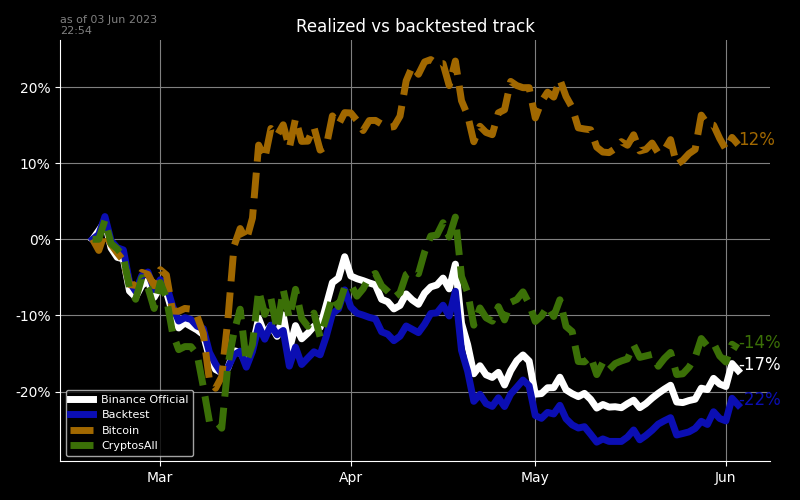 as of 03 Jun 2023
22:54
Realized vs backtested track
20%
10%
0%
-10%
-20%
12%
-14%
-17%
-22%
Binance Official
Backtest
Bitcoin
CryptosAll
Mar
Apr
May
Jun